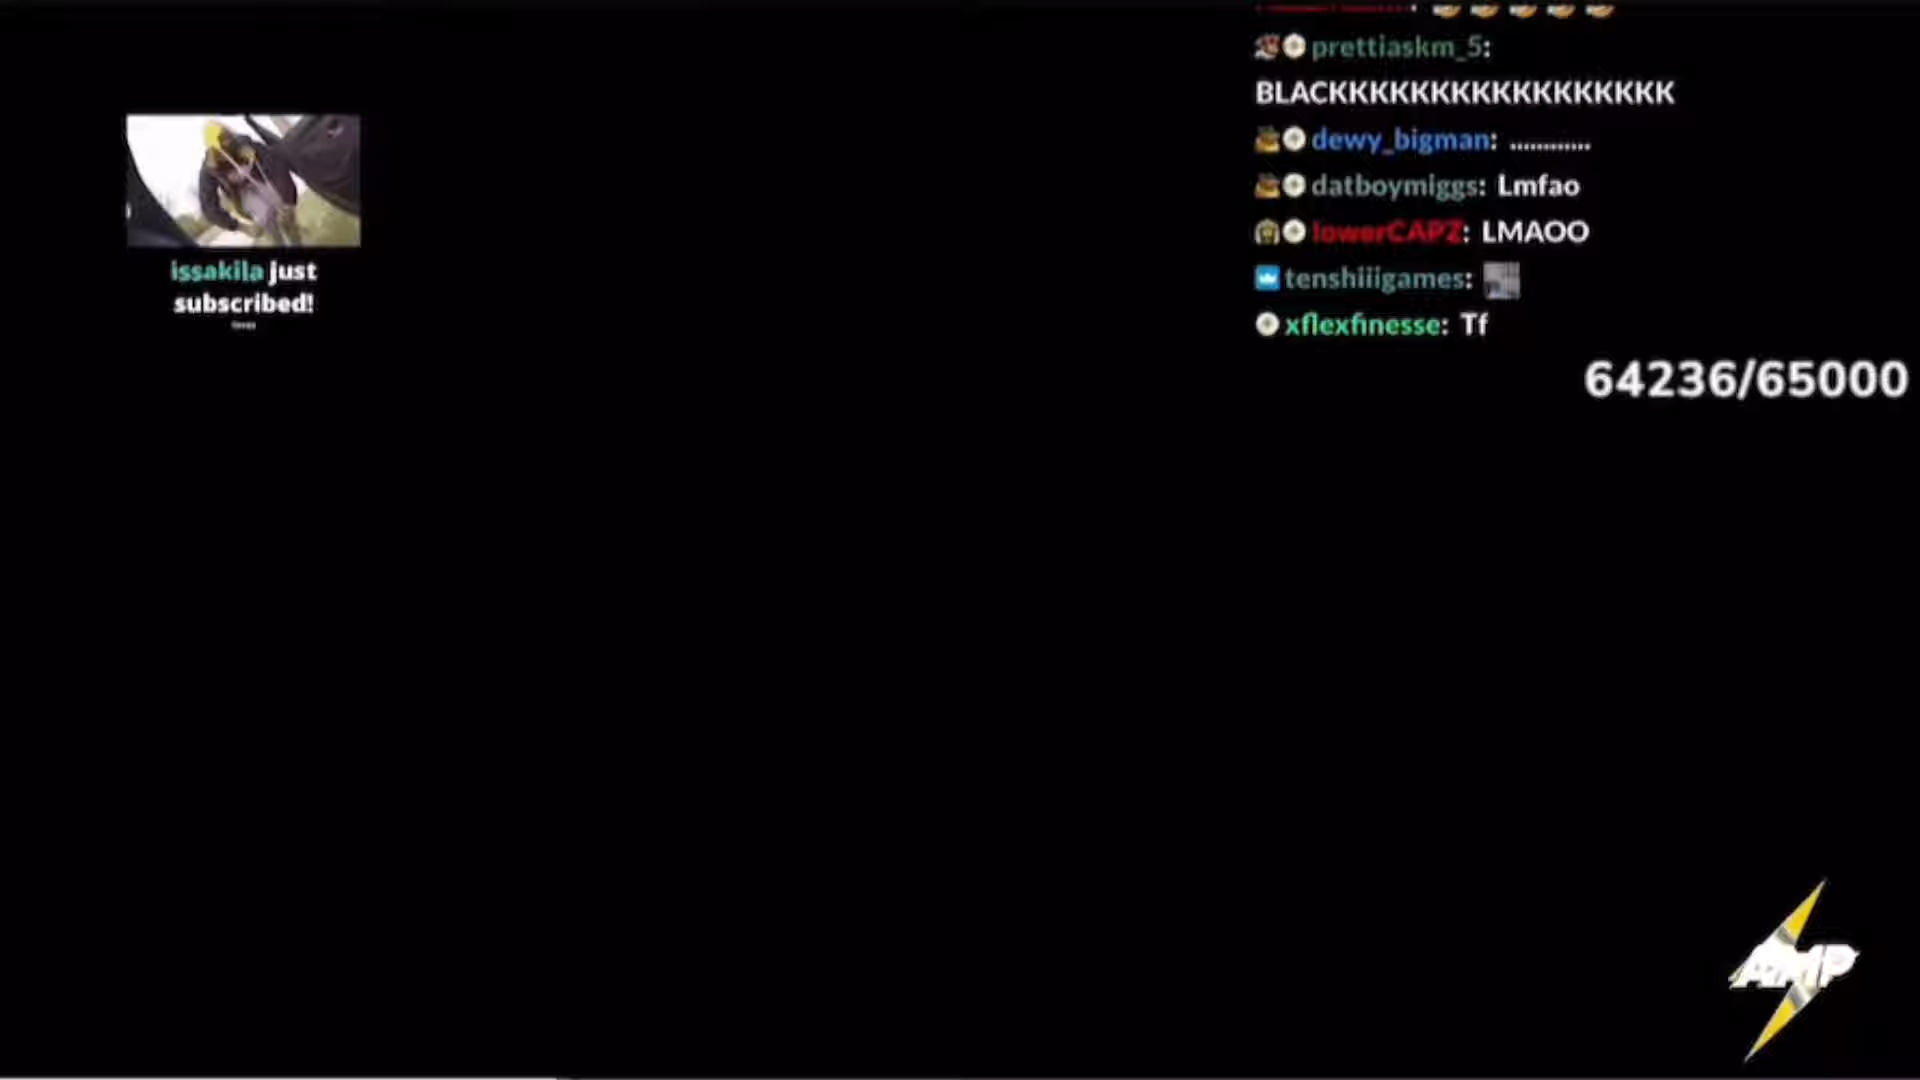 prettiaskm_5:
BLACKKKKKKKKKKKKKKKKK
dewy_bigman: ............
datboymiggs: Lmfao
lowerCAPZ: LMAOO
tenshiiigames:
xflexfinesse: Tf
issakila just
subscribed!
64236/65000
AMP